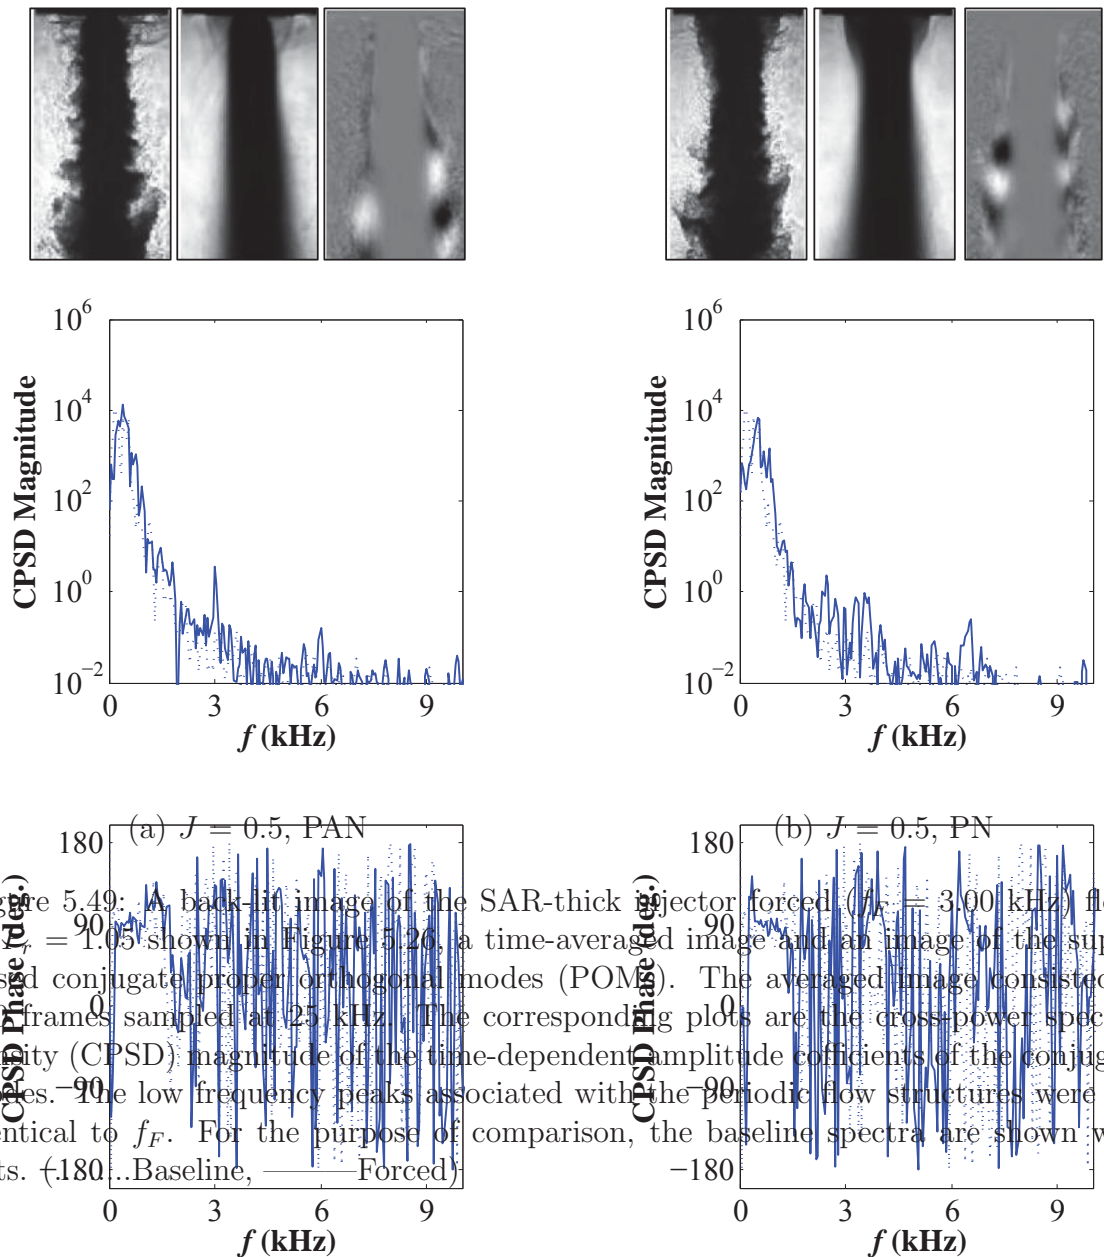 10^6
10^4
10^2
10^0
10^−2
CPSD Magnitude
0 3 6 9
f (kHz)
10^6
10^4
10^2
10^0
10^−2
CPSD Magnitude
0 3 6 9
f (kHz)
(a) J = 0.5, PAN
(b) J = 0.5, PN
180
90
0
−90
−180
CPSD Phase (deg.)
0 3 6 9
f (kHz)
180
90
0
−90
−180
CPSD Phase (deg.)
0 3 6 9
f (kHz)
5.49: A back-lit image of the SAR-thick injector forced (f_F = 3.00 kHz)
= 1.05 shown in Figure 5.26, a time-averaged image and an image of the
conjugate proper orthogonal modes (POMs). The averaged image consisted
frames sampled at 25 kHz. The corresponding plots are the cross-power
(CPSD) magnitude of the time-dependent amplitude cofficients of the
The low frequency peaks associated with the periodic flow structures were
to f_F. For the purpose of comparison, the baseline spectra are shown
(.........Baseline, ———Forced)